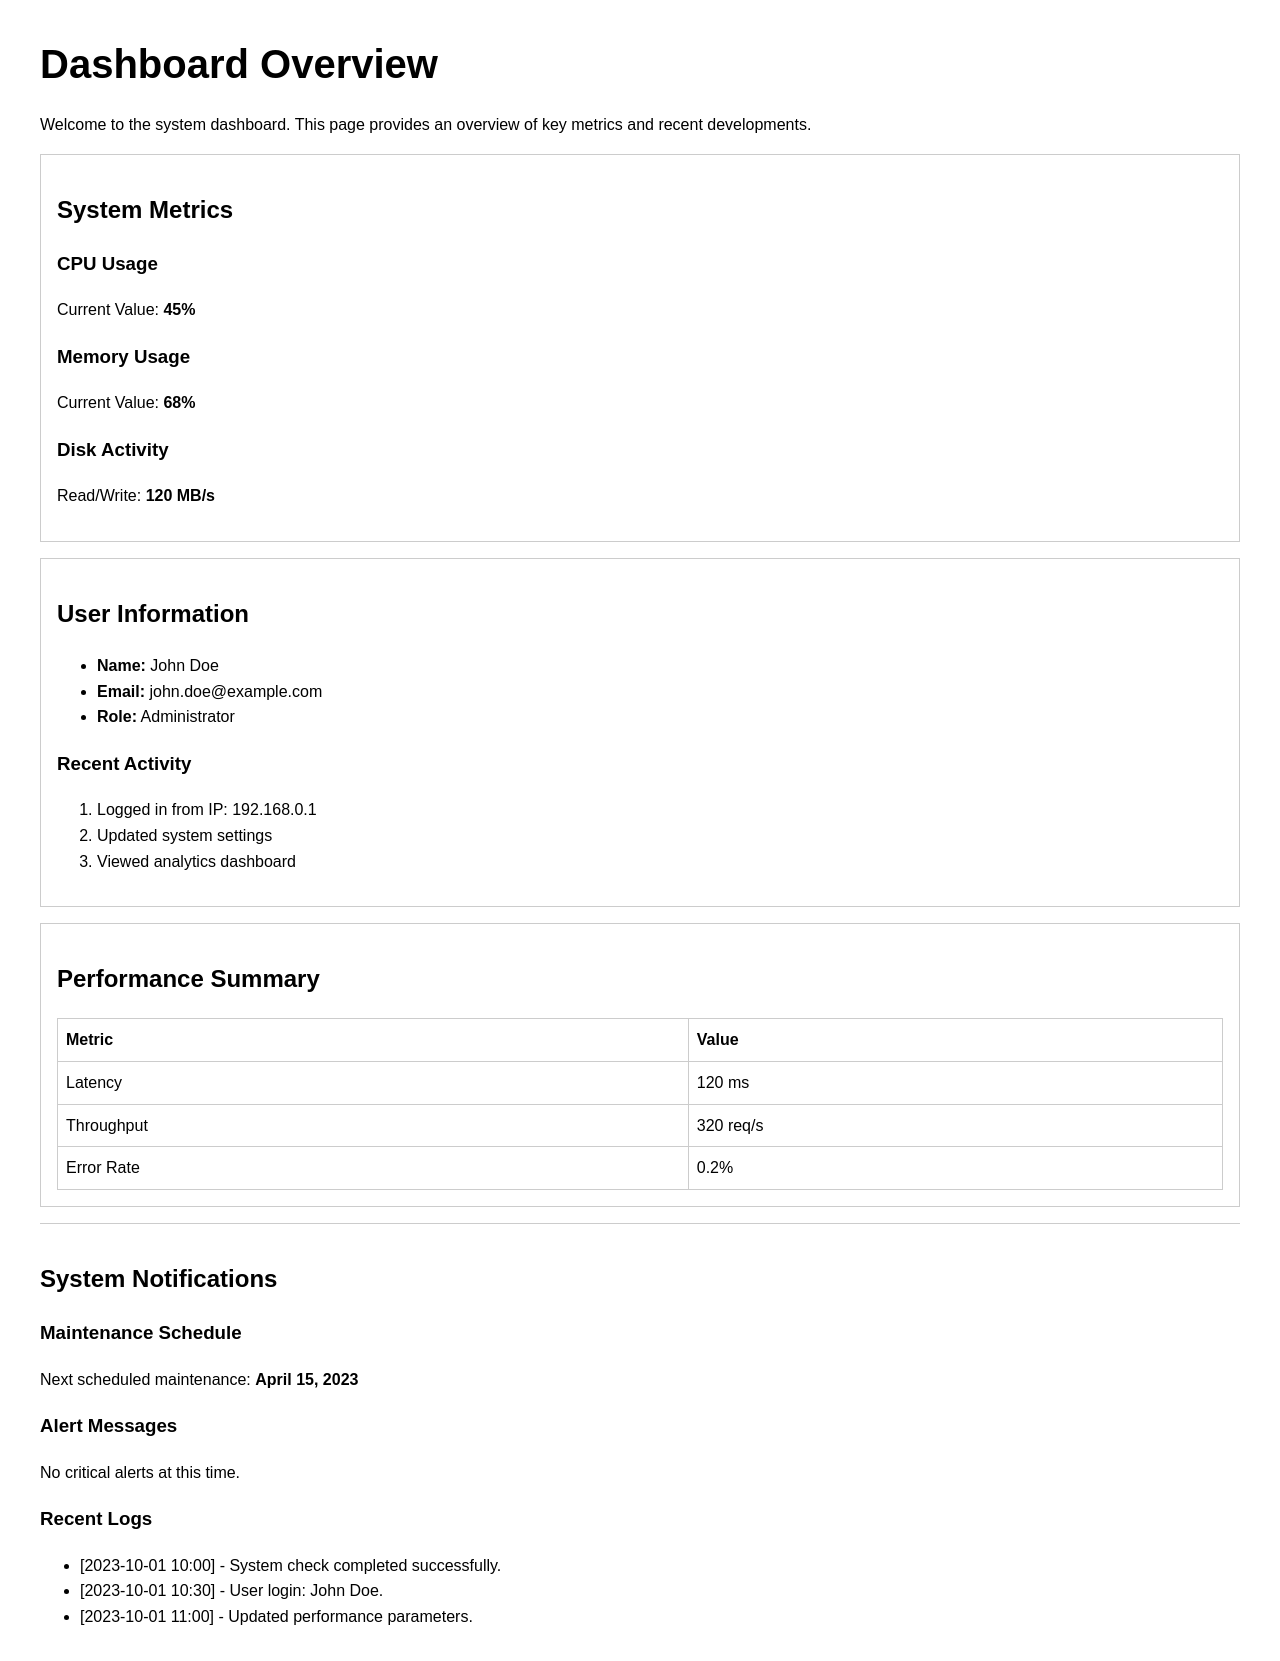 Dashboard Overview
Welcome to the system dashboard. This page provides an overview of key metrics and recent developments.
System Metrics
CPU Usage
Current Value: 45%
Memory Usage
Current Value: 68%
Disk Activity
Read/Write: 120 MB/s
User Information
• Name: John Doe
• Email: john.doe@example.com
• Role: Administrator
Recent Activity
1. Logged in from IP: 192.168.0.1
2. Updated system settings
3. Viewed analytics dashboard
Performance Summary
Metric Value
Latency 120 ms
Throughput 320 req/s
Error Rate 0.2%
System Notifications
Maintenance Schedule
Next scheduled maintenance: April 15, 2023
Alert Messages
No critical alerts at this time.
Recent Logs
• [2023-10-01 10:00] - System check completed successfully.
• [2023-10-01 10:30] - User login: John Doe.
• [2023-10-01 11:00] - Updated performance parameters.